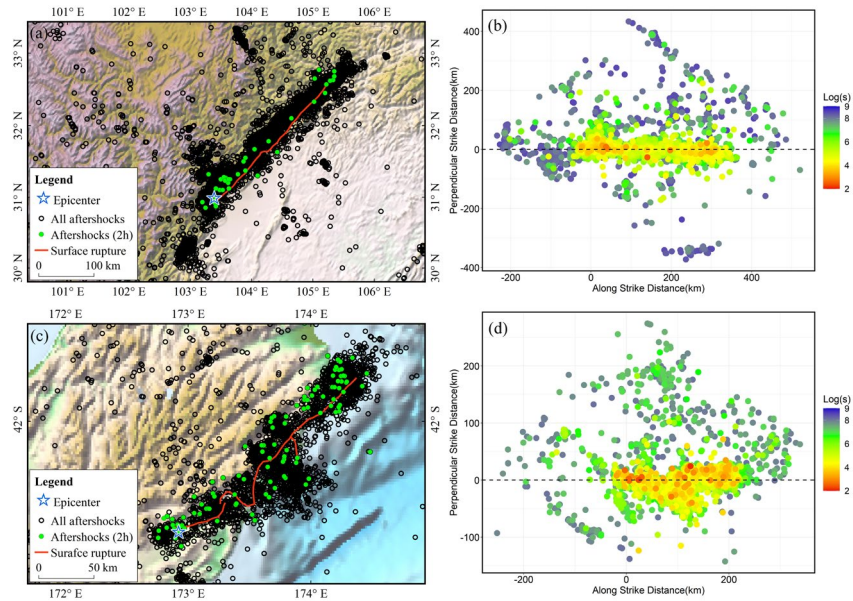 101° E 102° E 103° E 104° E 105° E 106° E
(a)
33° N
32° N
31° N
30° N
Legend
Epicenter
All aftershocks
Aftershocks (2h)
Surface rupture
0 100 km
33° N
32° N
31° N
30° N
101° E 102° E 103° E 104° E 105° E 106° E
(b)
Perpendicular Strike Distance(km)
400
200
0
-200
-400
-200 0 200 400
Along Strike Distance(km)
Log(s)
9
8
6
4
2
172° E 173° E 174° E
(c)
42° S
Legend
Epicenter
All aftershocks
Aftershocks (2h)
Surafce rupture
0 50 km
42° S
172° E 173° E 174° E
(d)
Perpendicular Strike Distance(km)
200
100
0
-100
-200 0 200
Along Strike Distance(km)
Log(s)
9
8
6
4
2